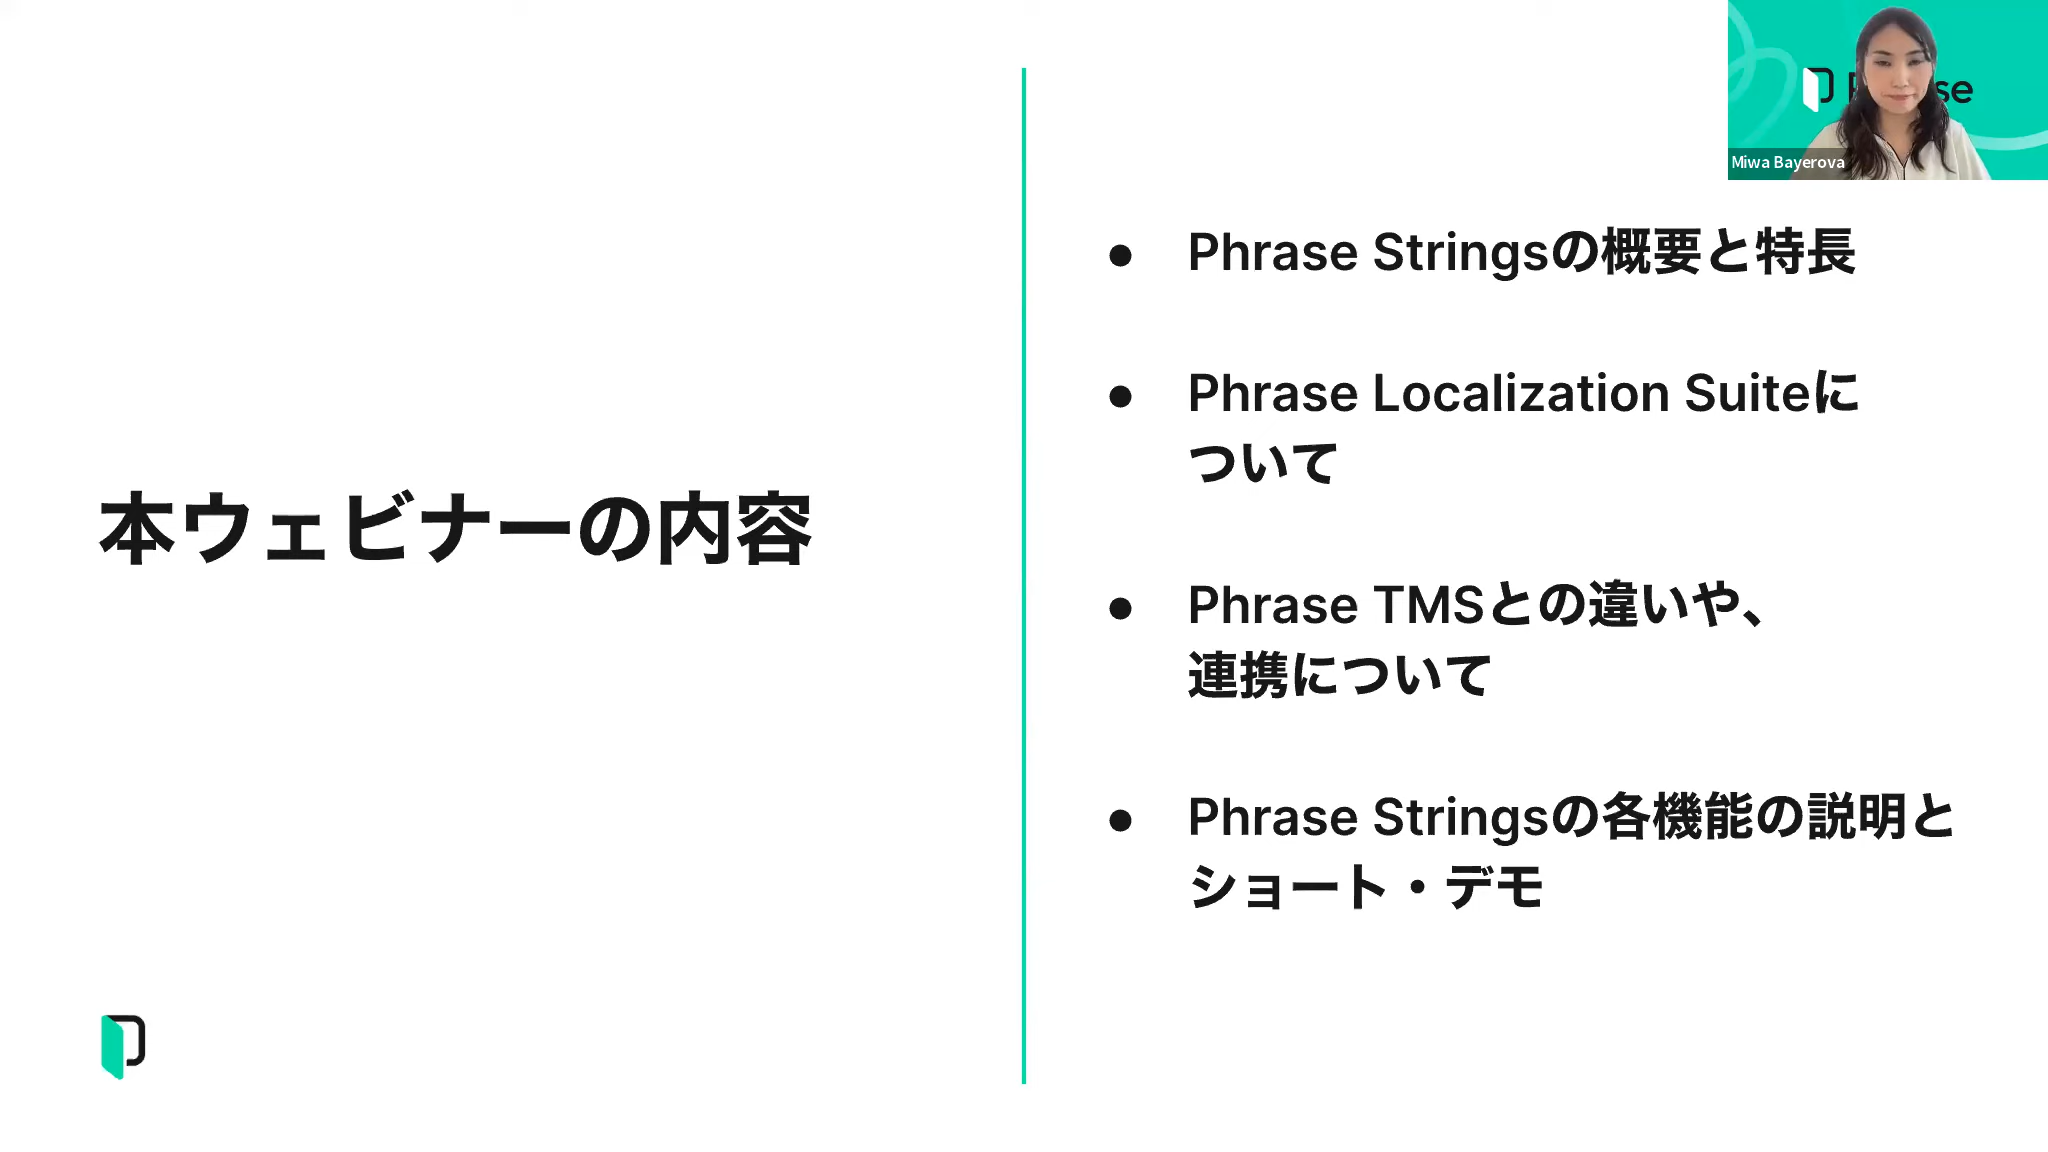 本ウェビナーの内容
Miwa Bayerova
● Phrase Stringsの概要と特長
● Phrase Localization Suiteに
ついて
● Phrase TMSとの違いや、
連携について
● Phrase Stringsの各機能の説明と
ショート・デモ